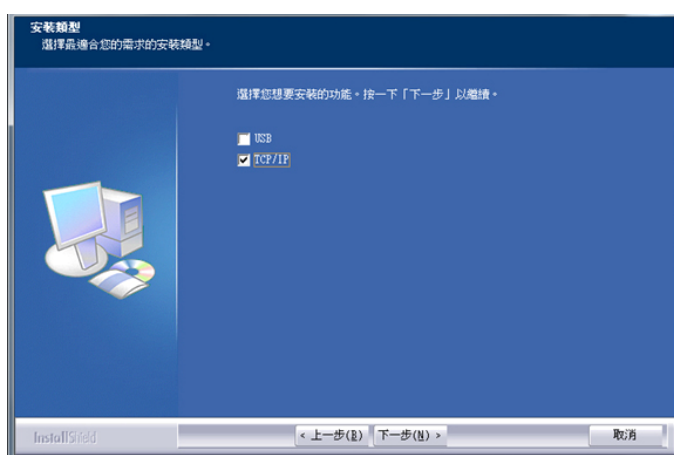 安裝類型
選擇最適合您的需求的安裝類型。
選擇您想要安裝的功能。按一下「下一步」以繼續。
USB
TCP/IP
InstallShield
< 上一步(B)
下一步(N) >
取消